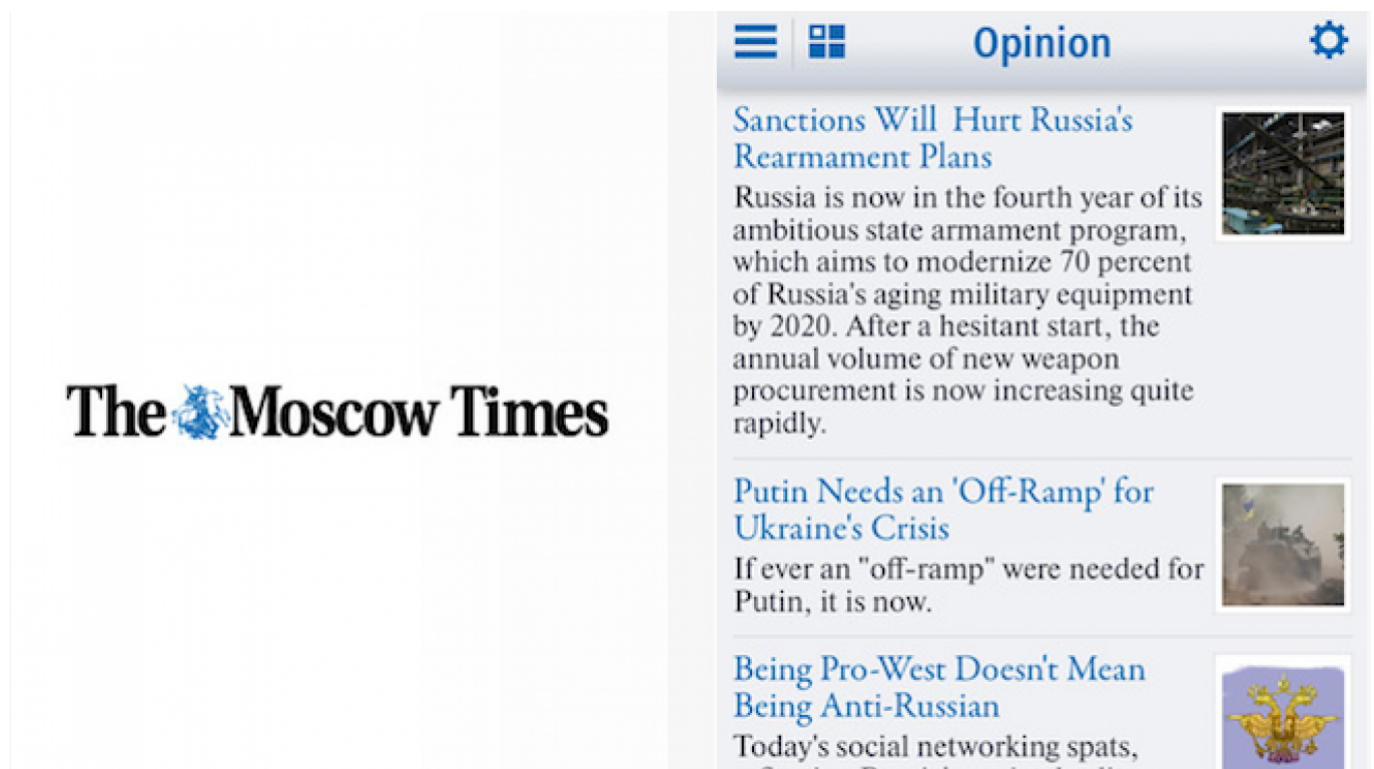 The Moscow Times
Opinion
Sanctions Will Hurt Russia's
Rearmament Plans
Russia is now in the fourth year of its
ambitious state armament program,
which aims to modernize 70 percent
of Russia's aging military equipment
by 2020. After a hesitant start, the
annual volume of new weapon
procurement is now increasing quite
rapidly.
Putin Needs an 'Off-Ramp' for
Ukraine's Crisis
If ever an "off-ramp" were needed for
Putin, it is now.
Being Pro-West Doesn't Mean
Being Anti-Russian
Today's social networking spats,